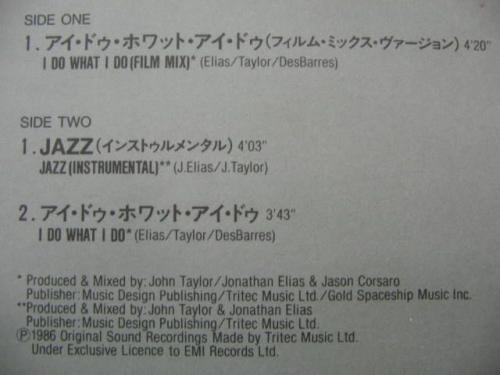 SIDE ONE
1. アイ・ドゥ・ホワット・アイ・ドゥ(フィルム・ミックス・ヴァージョン) 4'20"
I DO WHAT I DO(FILM MIX)* (Elias/Taylor/DesBarres)
SIDE TWO
1. JAZZ(インストゥルメンタル) 4'03"
JAZZ(INSTRUMENTAL)** (J.Elias/J.Taylor)
2. アイ・ドゥ・ホワット・アイ・ドゥ 3'43"
I DO WHAT I DO* (Elias/Taylor/DesBarres)
* Produced & Mixed by: John Taylor/Jonathan Elias & Jason Corsaro
Publisher: Music Design Publishing/Tritec Music Ltd./Gold Spaceship Music Inc.
**Produced & Mixed by: John Taylor & Jonathan Elias
Publisher: Music Design Publishing/Tritec Music Ltd.
Ⓟ1986 Original Sound Recordings Made by Tritec Music Ltd.
Under Exclusive Licence to EMI Records Ltd.